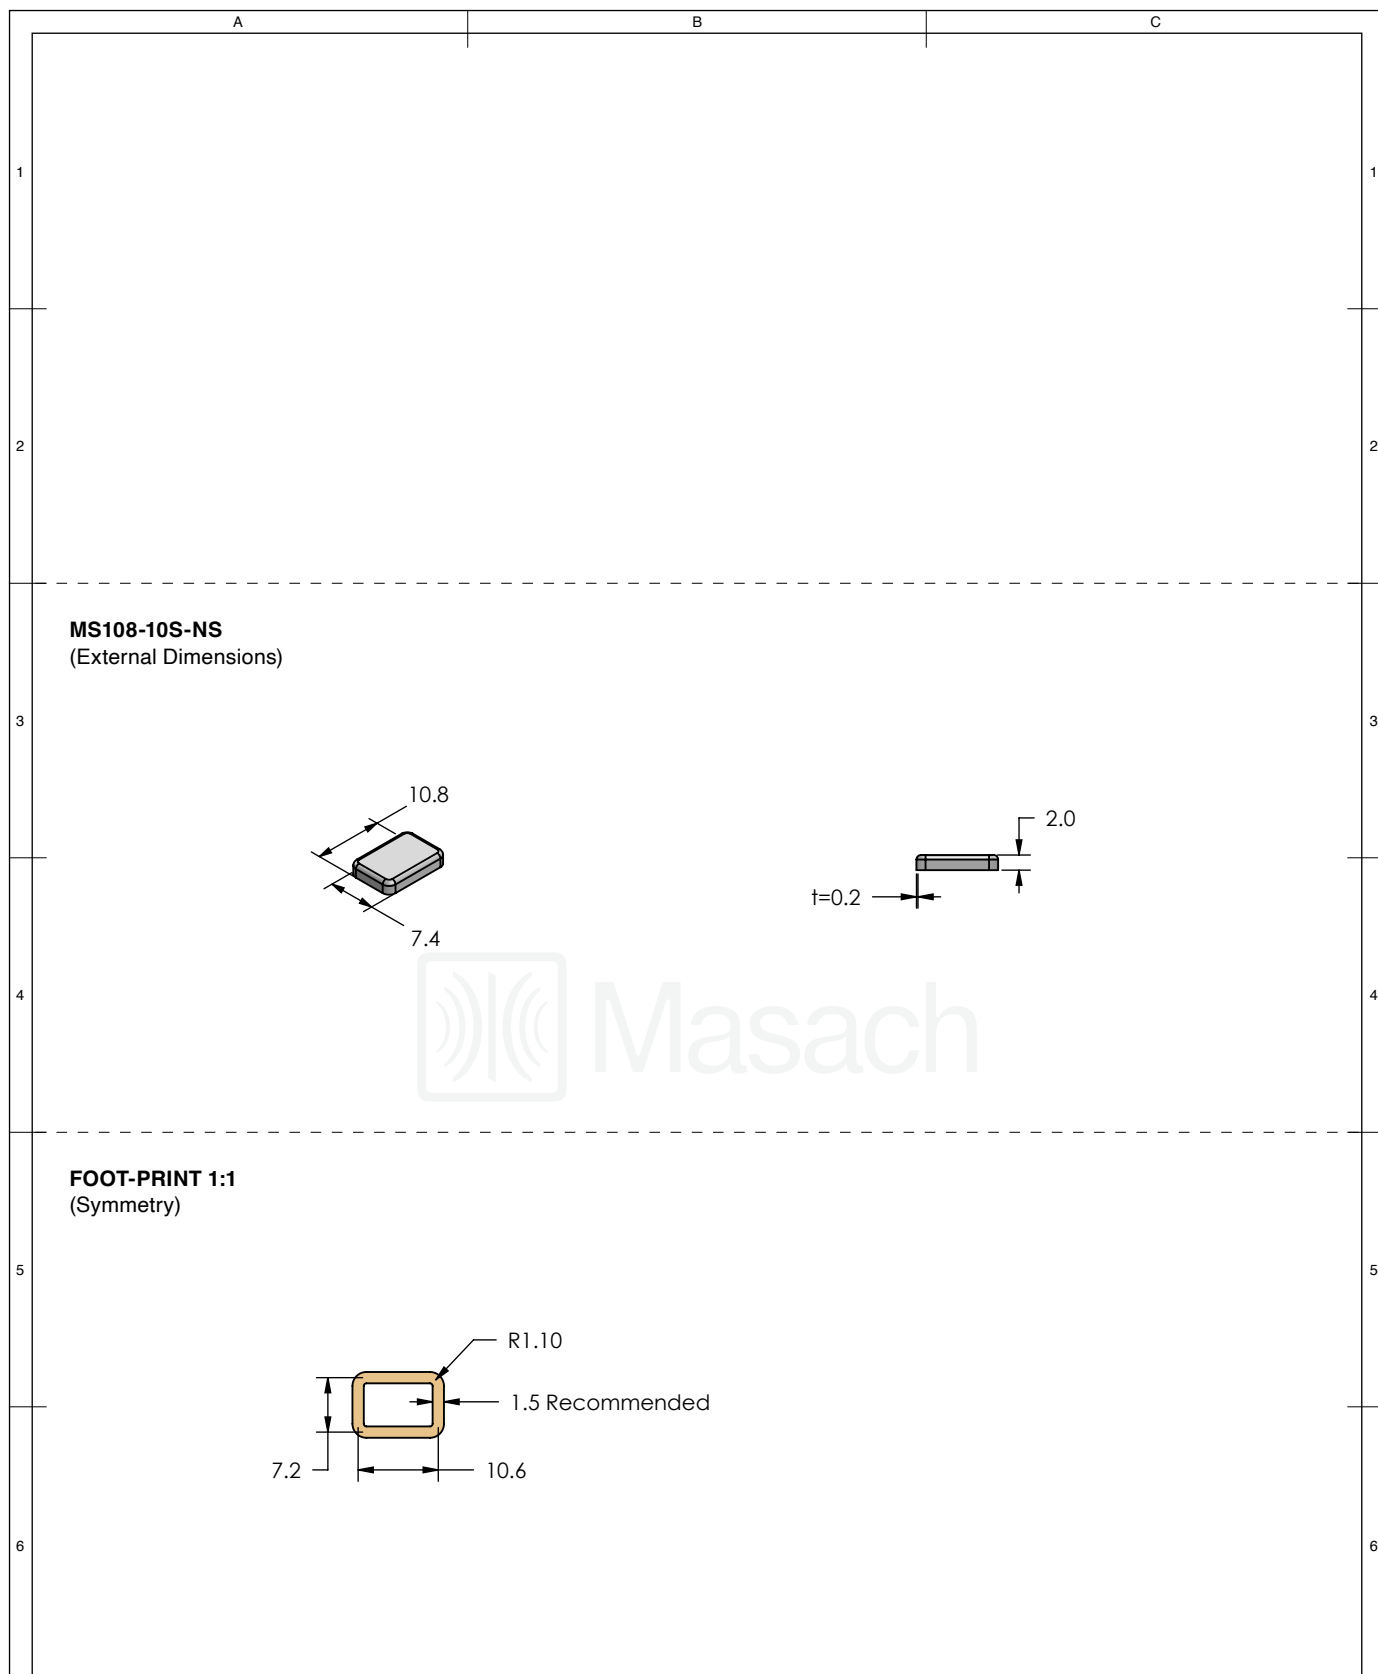 A B C
1 1
2 2
MS108-10S-NS
(External Dimensions)
3 3
10.8
2.0
t=0.2
7.4
Masach
4 4
FOOT-PRINT 1:1
(Symmetry)
5 5
R1.10
1.5 Recommended
7.2 10.6
6 6